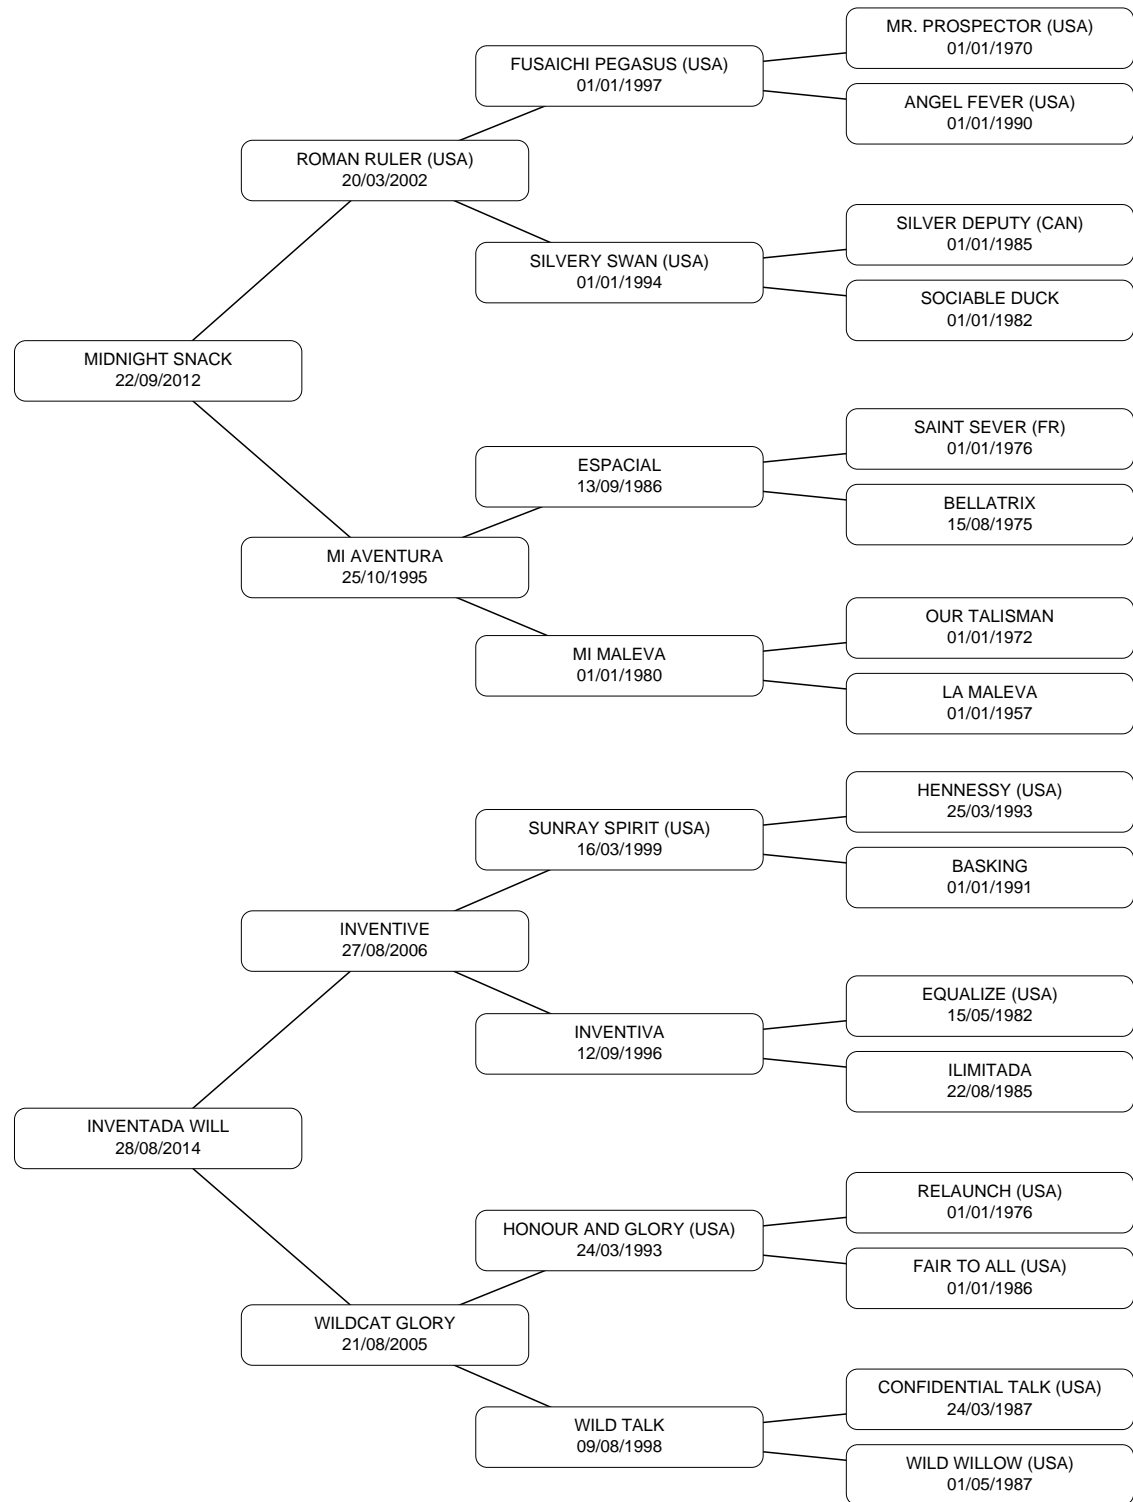 MR. PROSPECTOR (USA)
01/01/1970
FUSAICHI PEGASUS (USA)
01/01/1997
ANGEL FEVER (USA)
01/01/1990
ROMAN RULER (USA)
20/03/2002
SILVER DEPUTY (CAN)
01/01/1985
SILVERY SWAN (USA)
01/01/1994
SOCIABLE DUCK
01/01/1982
MIDNIGHT SNACK
22/09/2012
SAINT SEVER (FR)
01/01/1976
ESPACIAL
13/09/1986
BELLATRIX
15/08/1975
MI AVENTURA
25/10/1995
OUR TALISMAN
01/01/1972
MI MALEVA
01/01/1980
LA MALEVA
01/01/1957
HENNESSY (USA)
25/03/1993
SUNRAY SPIRIT (USA)
16/03/1999
BASKING
01/01/1991
INVENTIVE
27/08/2006
EQUALIZE (USA)
15/05/1982
INVENTIVA
12/09/1996
ILIMITADA
22/08/1985
INVENTADA WILL
28/08/2014
RELAUNCH (USA)
01/01/1976
HONOUR AND GLORY (USA)
24/03/1993
FAIR TO ALL (USA)
01/01/1986
WILDCAT GLORY
21/08/2005
CONFIDENTIAL TALK (USA)
24/03/1987
WILD TALK
09/08/1998
WILD WILLOW (USA)
01/05/1987